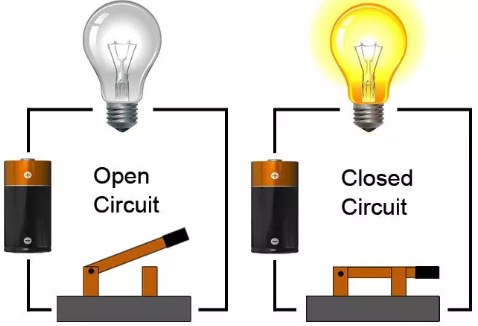 Open
Circuit
Closed
Circuit
+
−
+
−